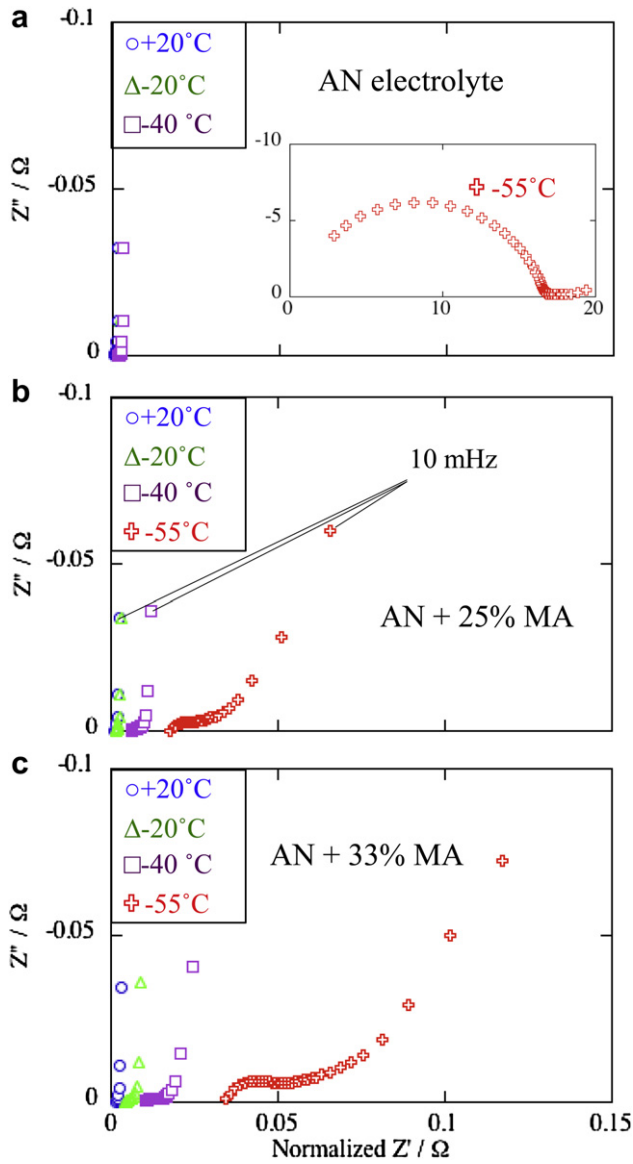 a
-0.1
-0.05
0
Z" / Ω
+20°C
-20°C
-40 °C
AN electrolyte
-10
-5
0
-55°C
0
10
20
b
-0.1
-0.05
0
Z" / Ω
+20°C
-20°C
-40 °C
-55°C
10 mHz
AN + 25% MA
c
-0.1
-0.05
0
Z" / Ω
+20°C
-20°C
-40 °C
-55°C
AN + 33% MA
0
0.05
0.1
0.15
Normalized Z' / Ω